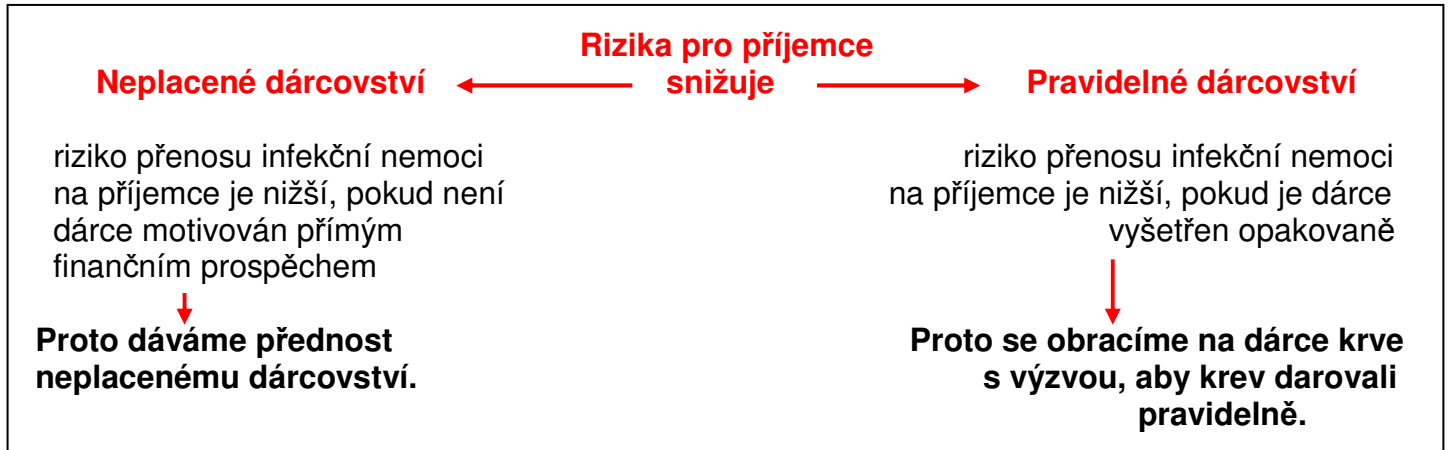 Rizika pro příjemce
snižuje
Neplacené dárcovství
Pravidelné dárcovství
riziko přenosu infekční nemoci
na příjemce je nižší, pokud není
dárce motivován přímým
finančním prospěchem
Proto dáváme přednost
neplacenému dárcovství.
riziko přenosu infekční nemoci
na příjemce je nižší, pokud je dárce
vyšetřen opakovaně
Proto se obracíme na dárce krve
s výzvou, aby krev darovali
pravidelně.